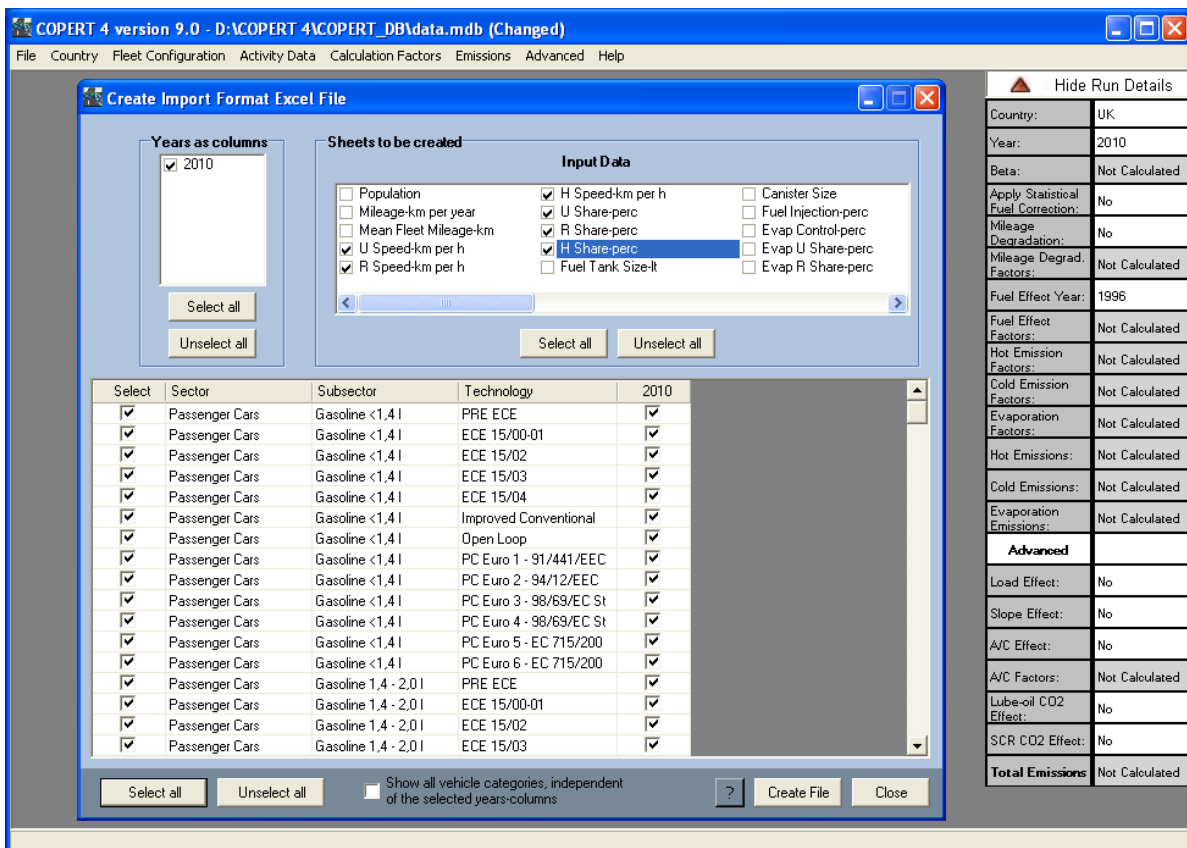 COPERT 4 version 9.0 - D:\COPERT 4\COPERT_DB\data.mdb (Changed)
File Country Fleet Configuration Activity Data Calculation Factors Emissions Advanced Help
Create Import Format Excel File
Years as columns
2010
Select all
Unselect all
Sheets to be created
Input Data
Population H Speed-km per h Canister Size
Mileage-km per year U Share-perc Fuel Injection-perc
Mean Fleet Mileage-km R Share-perc Evap Control-perc
U Speed-km per h H Share-perc Evap U Share-perc
R Speed-km per h Fuel Tank Size-lt Evap R Share-perc
Select all Unselect all
Select Sector Subsector Technology 2010
Passenger Cars Gasoline <1,4 l PRE ECE
Passenger Cars Gasoline <1,4 l ECE 15/00-01
Passenger Cars Gasoline <1,4 l ECE 15/02
Passenger Cars Gasoline <1,4 l ECE 15/03
Passenger Cars Gasoline <1,4 l ECE 15/04
Passenger Cars Gasoline <1,4 l Improved Conventional
Passenger Cars Gasoline <1,4 l Open Loop
Passenger Cars Gasoline <1,4 l PC Euro 1 - 91/441/EEC
Passenger Cars Gasoline <1,4 l PC Euro 2 - 94/12/EEC
Passenger Cars Gasoline <1,4 l PC Euro 3 - 98/69/EC St
Passenger Cars Gasoline <1,4 l PC Euro 4 - 98/69/EC St
Passenger Cars Gasoline <1,4 l PC Euro 5 - EC 715/200
Passenger Cars Gasoline <1,4 l PC Euro 6 - EC 715/200
Passenger Cars Gasoline 1,4 - 2,0 l PRE ECE
Passenger Cars Gasoline 1,4 - 2,0 l ECE 15/00-01
Passenger Cars Gasoline 1,4 - 2,0 l ECE 15/02
Passenger Cars Gasoline 1,4 - 2,0 l ECE 15/03
Select all Unselect all
Show all vehicle categories, independent
of the selected years-columns
? Create File Close
Hide Run Details
Country: UK
Year: 2010
Beta: Not Calculated
Apply Statistical
Fuel Correction: No
Mileage
Degradation: No
Mileage Degrad.
Factors: Not Calculated
Fuel Effect Year: 1996
Fuel Effect
Factors: Not Calculated
Hot Emission
Factors: Not Calculated
Cold Emission
Factors: Not Calculated
Evaporation
Factors: Not Calculated
Hot Emissions: Not Calculated
Cold Emissions: Not Calculated
Evaporation
Emissions: Not Calculated
Advanced
Load Effect: No
Slope Effect: No
A/C Effect: No
A/C Factors: Not Calculated
Lube-oil CO2
Effect: No
SCR CO2 Effect: No
Total Emissions Not Calculated